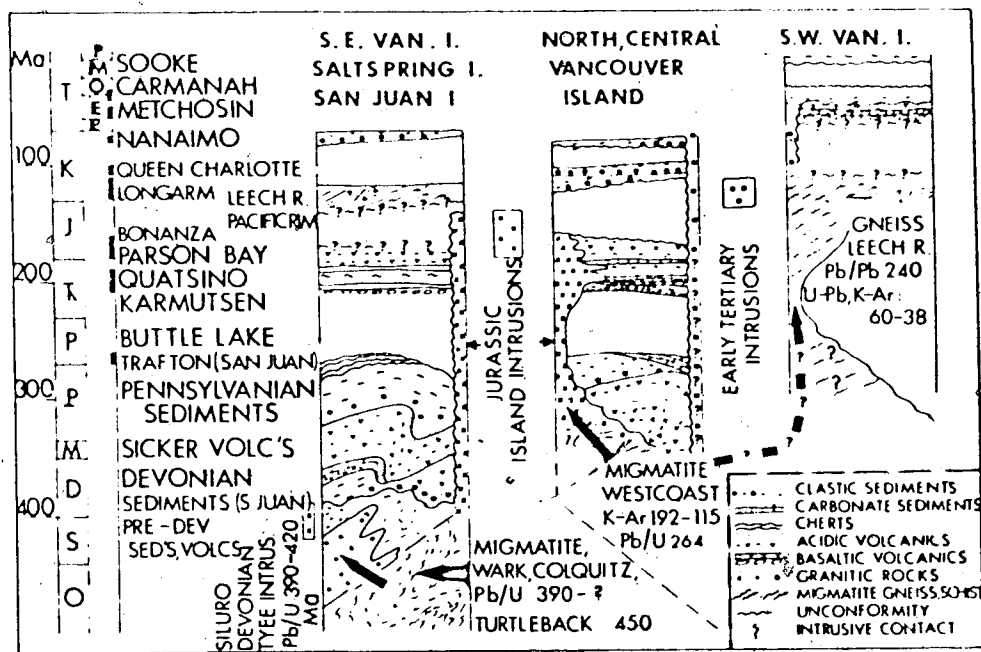 S.E. VAN. I.
SALTSPRING I.
SAN JUAN I
NORTH, CENTRAL
VANCOUVER
ISLAND
S.W. VAN. I.
Ma
100
200
300
400
T
K
J
Ŧ
P
P
M
D
S
O
P
M
O
E
SOOKE
CARMANAH
METCHOSIN
NANAIMO
QUEEN CHARLOTTE
LONGARM
LEECH R.
PACIFIC RIM
BONANZA
PARSON BAY
QUATSINO
KARMUTSEN
BUTTLE LAKE
TRAFTON (SAN JUAN)
PENNSYLVANIAN
SEDIMENTS
SICKER VOLC'S
DEVONIAN
SEDIMENTS (S JUAN)
PRE-DEV
SED'S, VOLCS
SILURO
DEVONIAN
TYEE INTRUS.
Pb/U 390-420
Ma
JURASSIC
ISLAND INTRUSIONS
EARLY TERTIARY
INTRUSIONS
GNEISS
LEECH R.
Pb/Pb 240
U-Pb, K-Ar:
60-38
MIGMATITE
WESTCOAST
K-Ar 192-115
Pb/U 264
MIGMATITE,
WARK, COLQUITZ,
Pb/U 390-?
TURTLEBACK 450
CLASTIC SEDIMENTS
CARBONATE SEDIMENTS
CHERTS
ACIDIC VOLCANICS
BASALTIC VOLCANICS
GRANITIC ROCKS
MIGMATITE GNEISS, SCHIST
UNCONFORMITY
? INTRUSIVE CONTACT